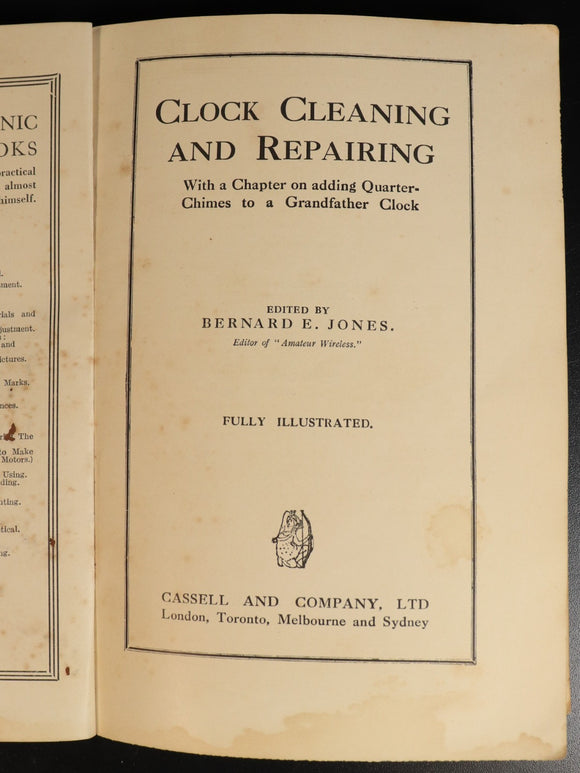 NIC
OKS
practical
almost
himself.
ment.
and
justment.
and
ictures.
Marks.
nces.
The
to Make
Motors.)
Using.
ding.
nting.
tical.
ng.
CLOCK CLEANING
AND REPAIRING
With a Chapter on adding Quarter-
Chimes to a Grandfather Clock
EDITED BY
BERNARD E. JONES.
Editor of "Amateur Wireless."
FULLY ILLUSTRATED.
CASSELL AND COMPANY, LTD
London, Toronto, Melbourne and Sydney